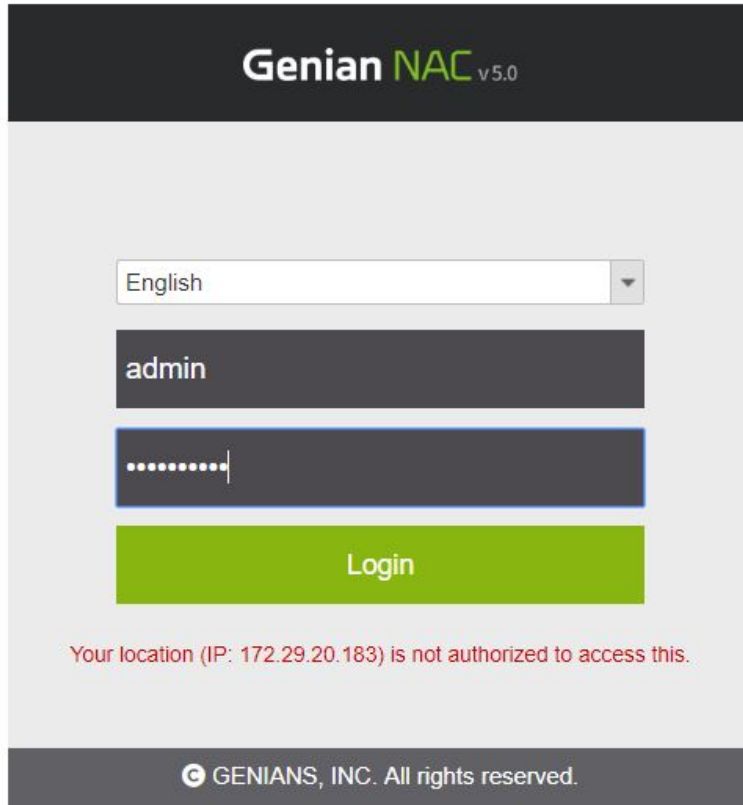 Genian NAC v5.0
English
admin
••••••••••
Login
Your location (IP: 172.29.20.183) is not authorized to access this.
© GENIANS, INC. All rights reserved.